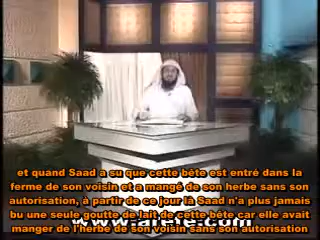 et quand Saad a su que cette bête est entré dans la
ferme de son voisin et a mangé de son herbe sans son
autorisation, à partir de ce jour là Saad n'a plus jamais
bu une seule goutte de lait de cette bête car elle avait
manger de l'herbe de son voisin sans son autorisation